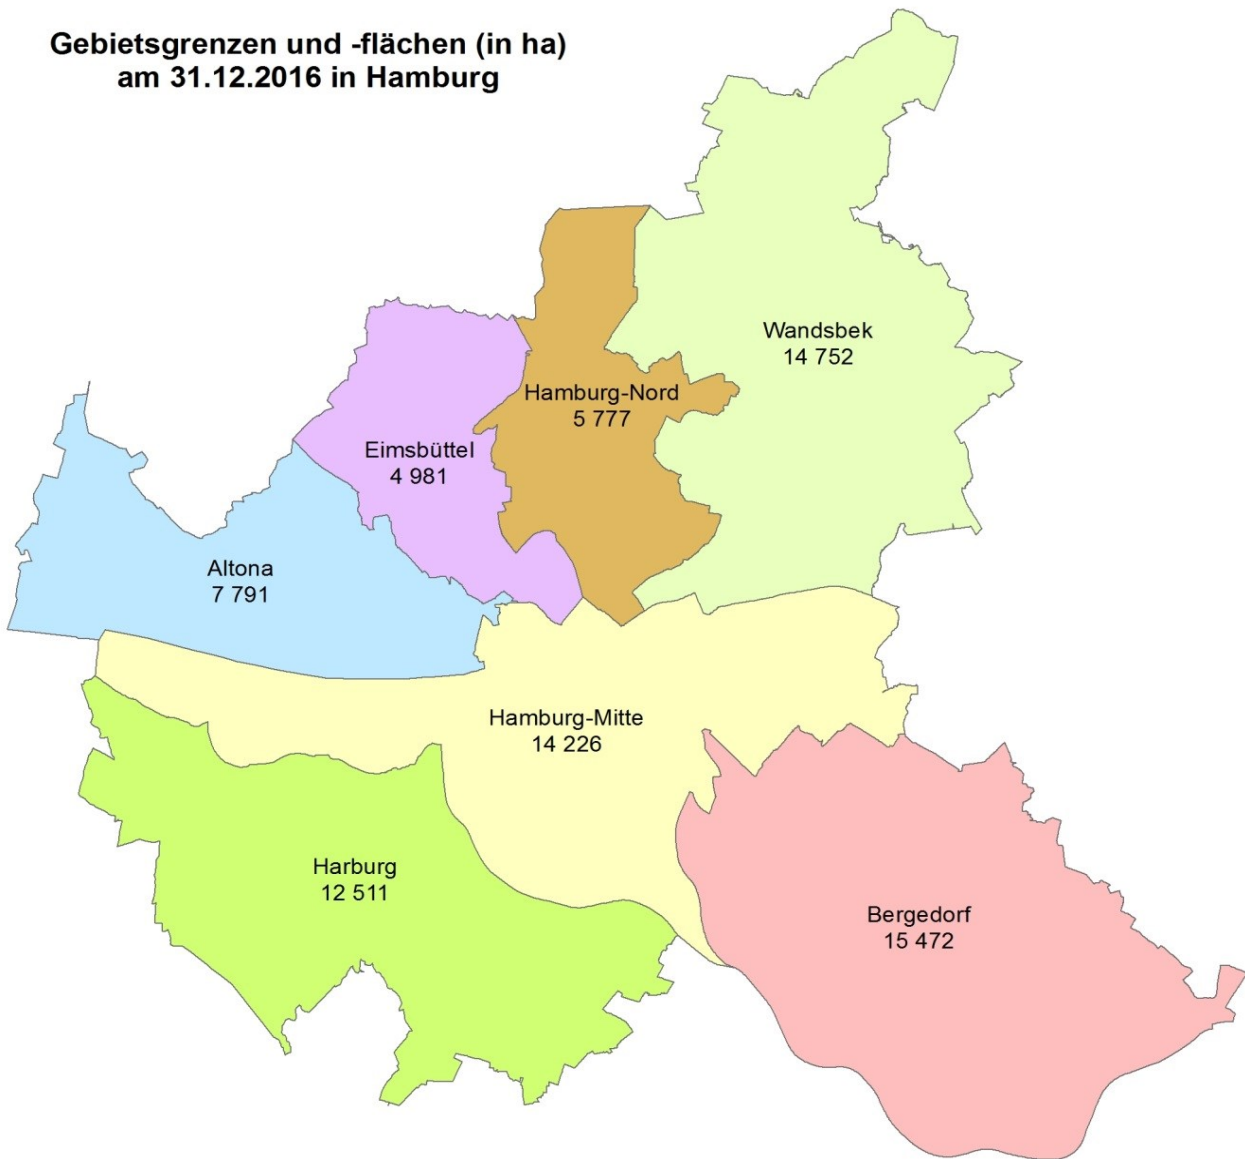 Gebietsgrenzen und -flächen (in ha)
am 31.12.2016 in Hamburg
Wandsbek
14 752
Hamburg-Nord
5 777
Eimsbüttel
4 981
Altona
7 791
Hamburg-Mitte
14 226
Harburg
12 511
Bergedorf
15 472